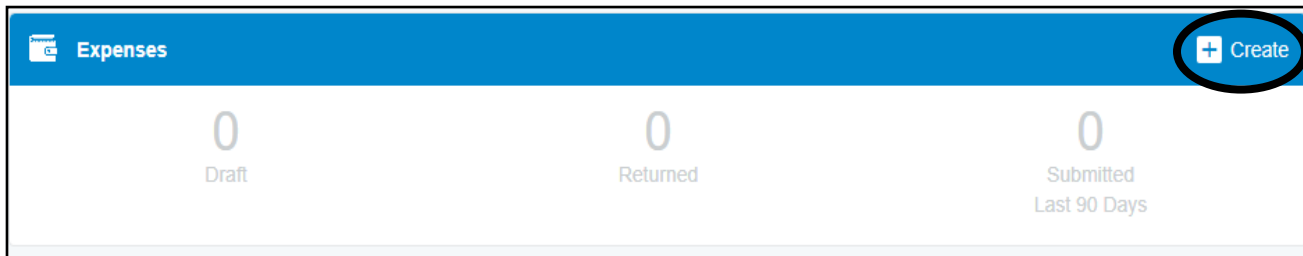 Expenses
+ Create
0
Draft
0
Returned
0
Submitted
Last 90 Days